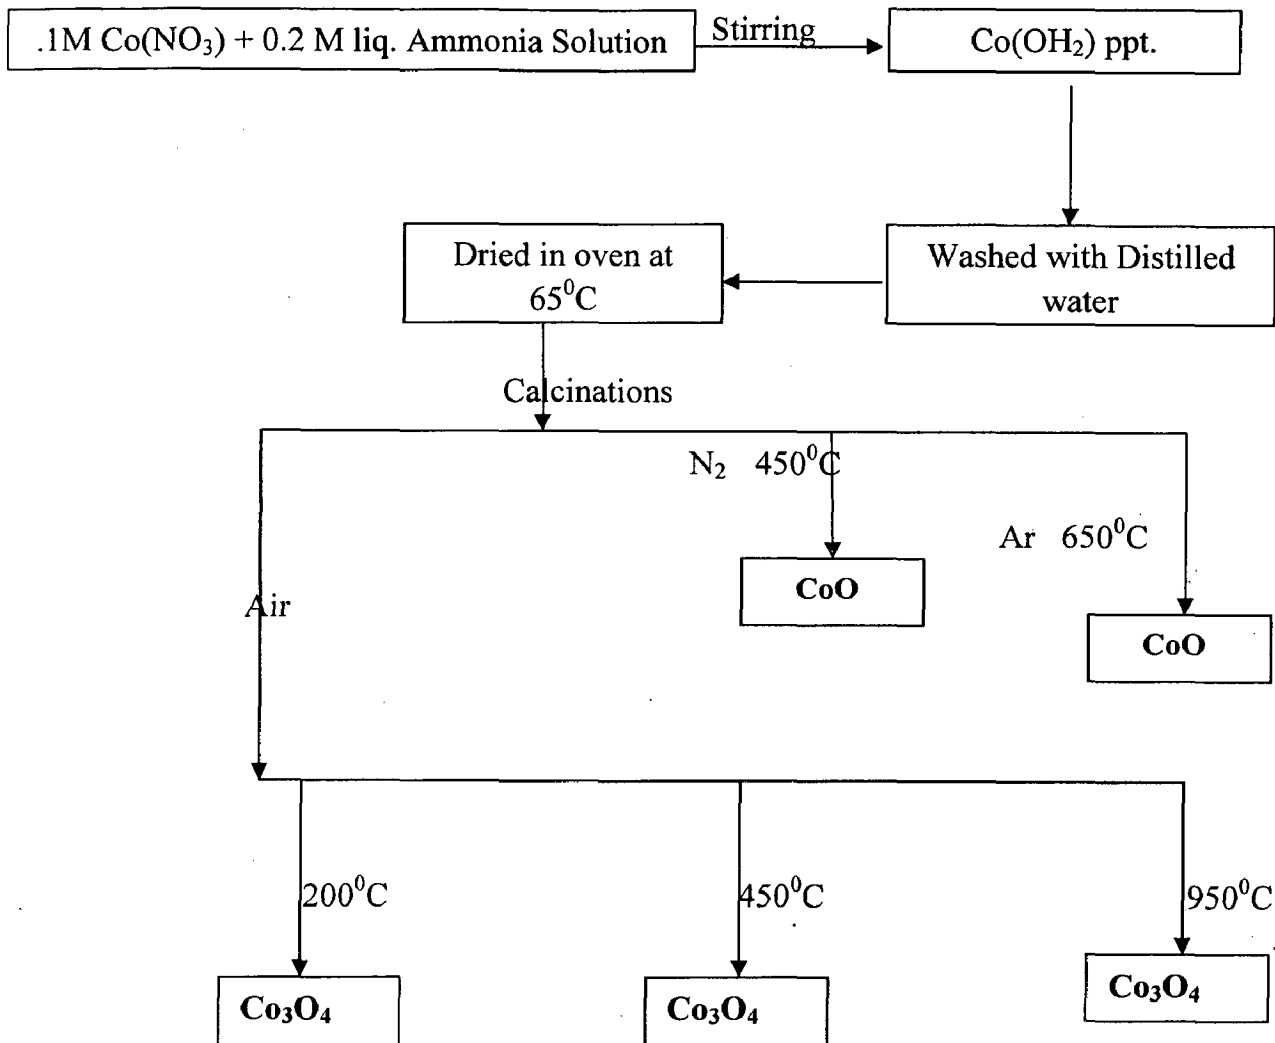 .1M Co(NO₃) + 0.2 M liq. Ammonia Solution
Stirring
Co(OH₂) ppt.
Dried in oven at
65⁰C
Washed with Distilled
water
Calcinations
N₂ 450⁰C
Ar 650⁰C
CoO
Air
CoO
200⁰C
450⁰C
950⁰C
Co₃O₄
Co₃O₄
Co₃O₄